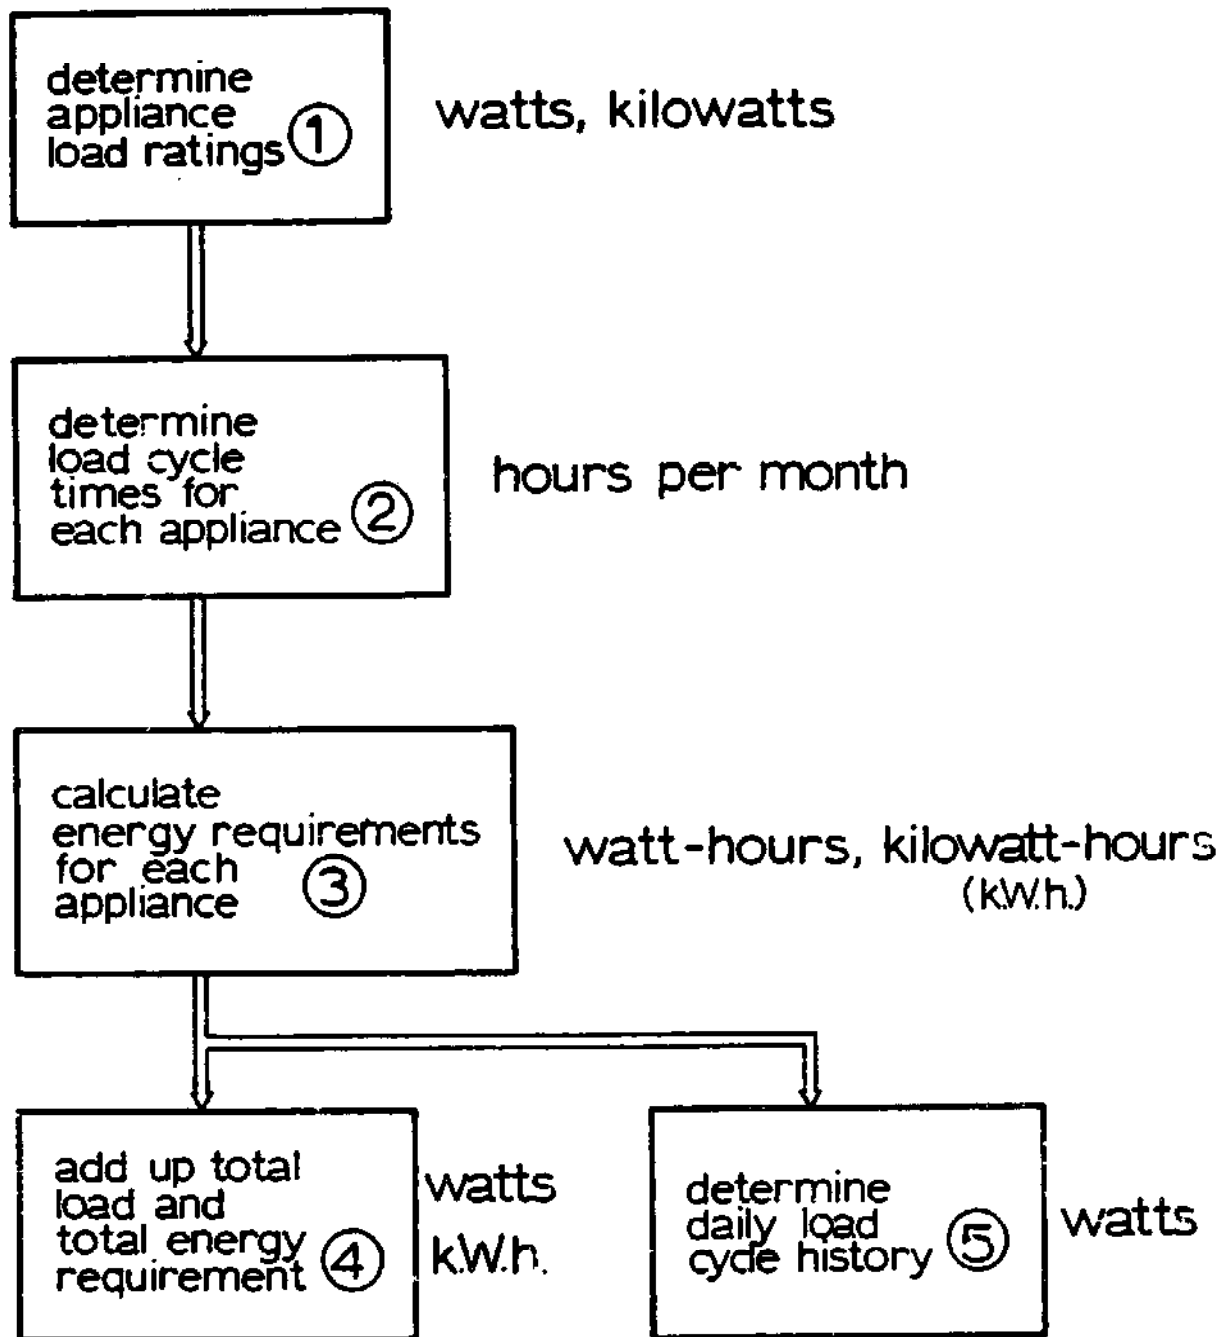 determine
appliance
load ratings ①
watts, kilowatts
determine
load cycle
times for
each appliance ②
hours per month
calculate
energy requirements
for each
appliance ③
watt-hours, kilowatt-hours
(k.W.h.)
add up total
load and
total energy
requirement ④
watts
k.W.h.
determine
daily load
cycle history ⑤
watts